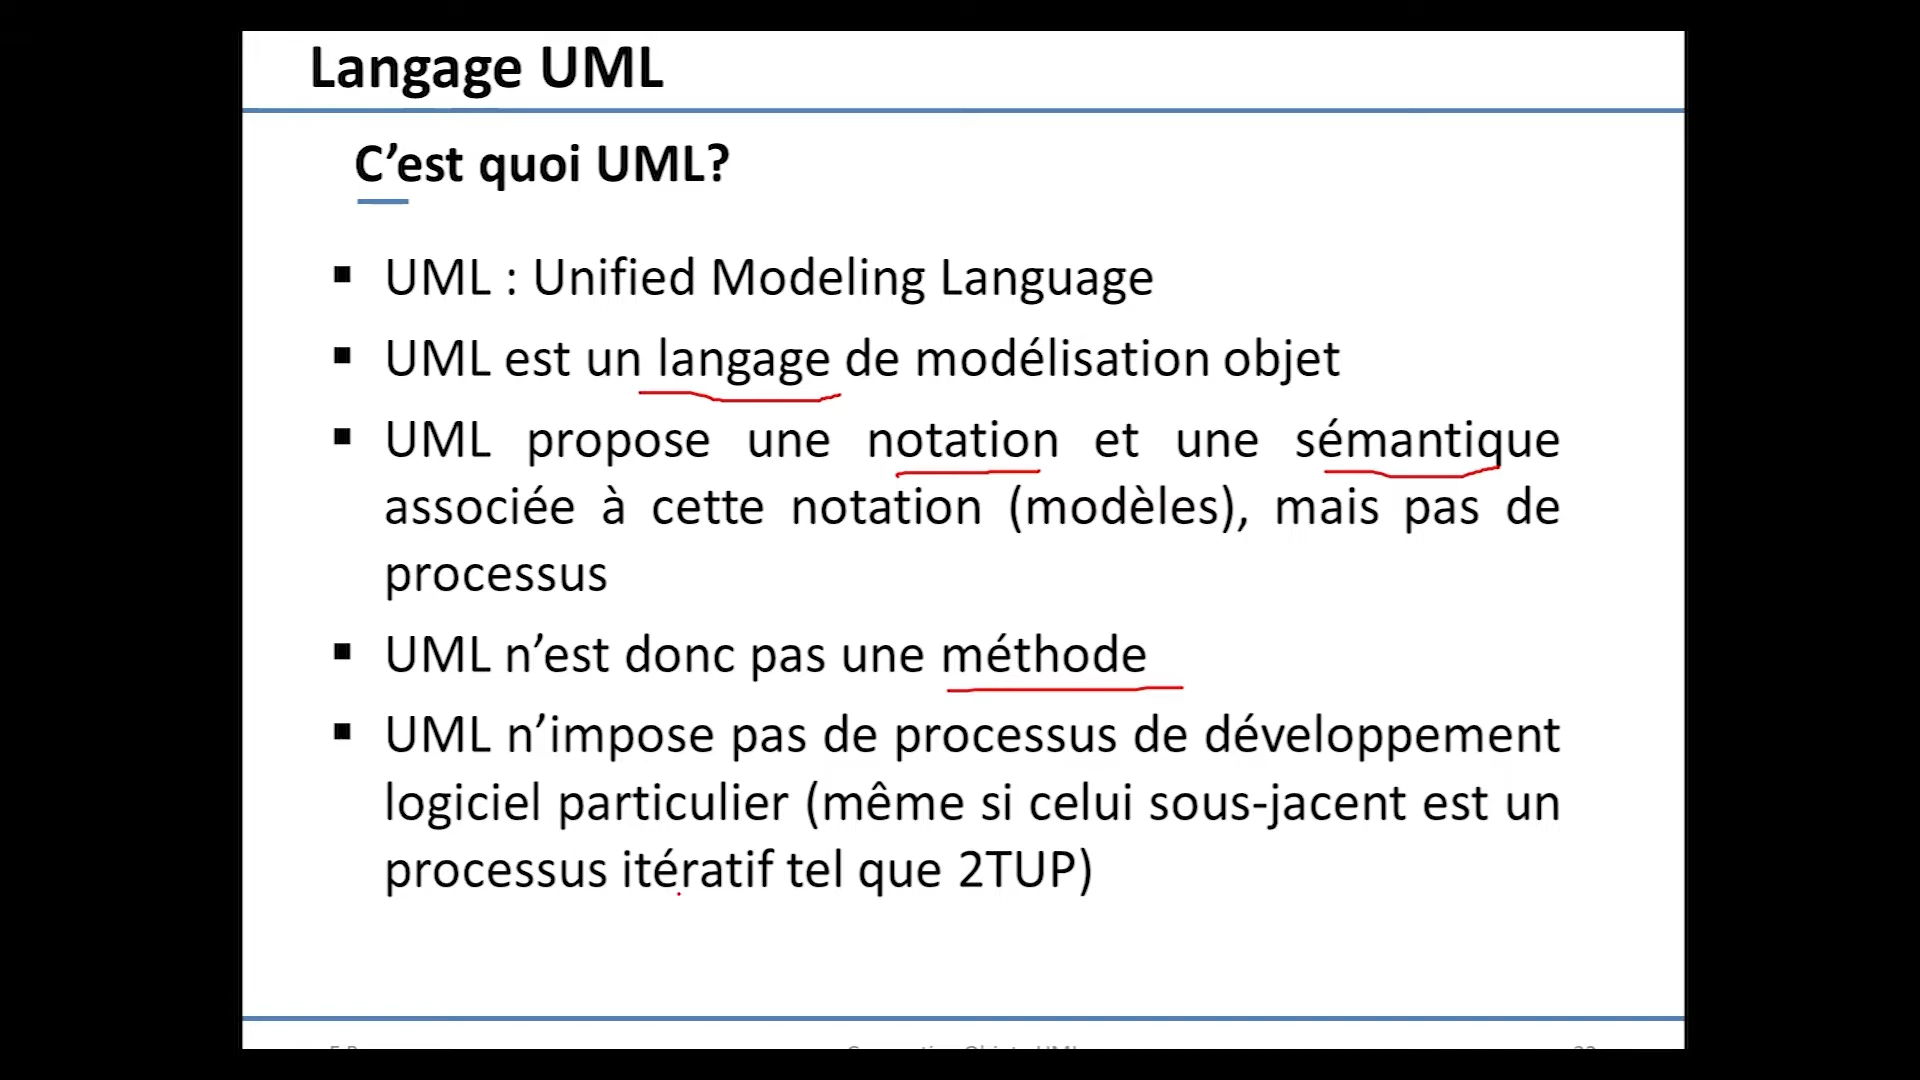 Langage UML
C’est quoi UML?
▪ UML : Unified Modeling Language
▪ UML est un langage de modélisation objet
▪ UML propose une notation et une sémantique
associée à cette notation (modèles), mais pas de
processus
▪ UML n’est donc pas une méthode
▪ UML n’impose pas de processus de développement
logiciel particulier (même si celui sous-jacent est un
processus itératif tel que 2TUP)